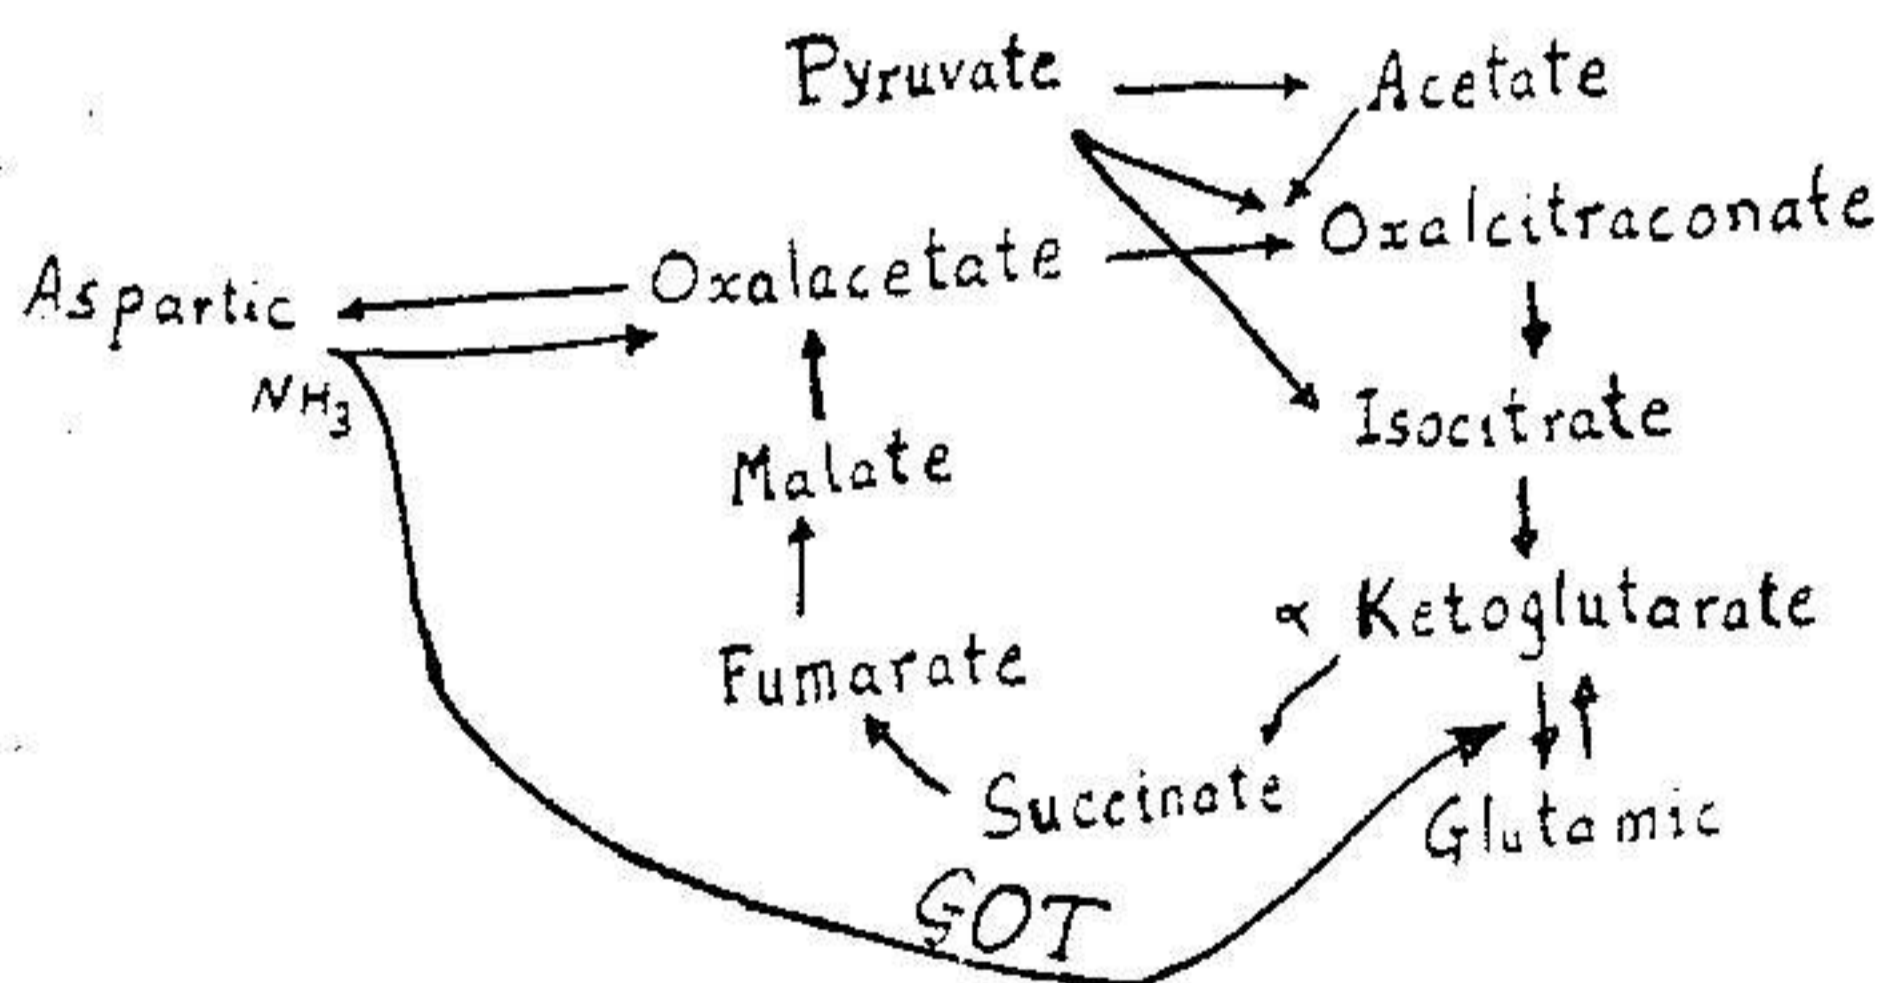 Pyruvate
Acetate
Oxalcitraconate
Oxalacetate
Aspartic
NH₃
Isocitrate
Malate
∝ Ketoglutarate
Fumarate
Succinate
Glutamic
GOT